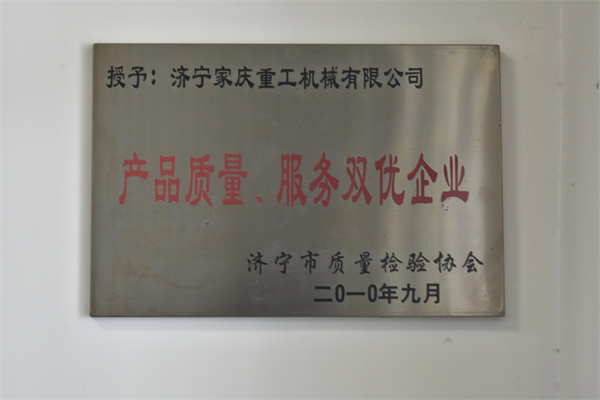 授予：济宁家庆重工机械有限公司
产品质量、服务双优企业
济宁市质量检验协会
二0一0年九月